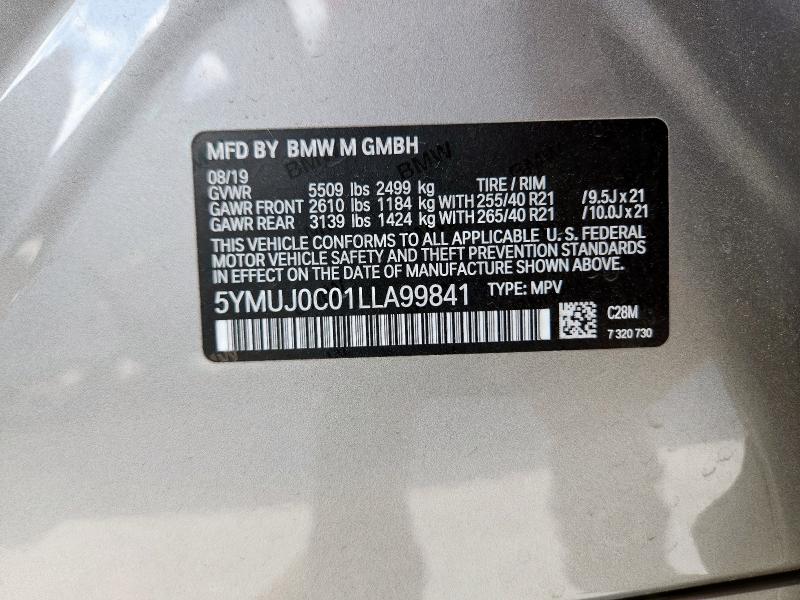 MFD BY BMW M GMBH
08/19
GVWR 5509 lbs 2499 kg TIRE / RIM
GAWR FRONT 2610 lbs 1184 kg WITH 255/40 R21 /9.5J x 21
GAWR REAR 3139 lbs 1424 kg WITH 265/40 R21 /10.0J x 21
THIS VEHICLE CONFORMS TO ALL APPLICABLE U.S. FEDERAL
MOTOR VEHICLE SAFETY AND THEFT PREVENTION STANDARDS
IN EFFECT ON THE DATE OF MANUFACTURE SHOWN ABOVE.
5YMUJ0C01LLA99841 TYPE: MPV
C28M
7 320 730